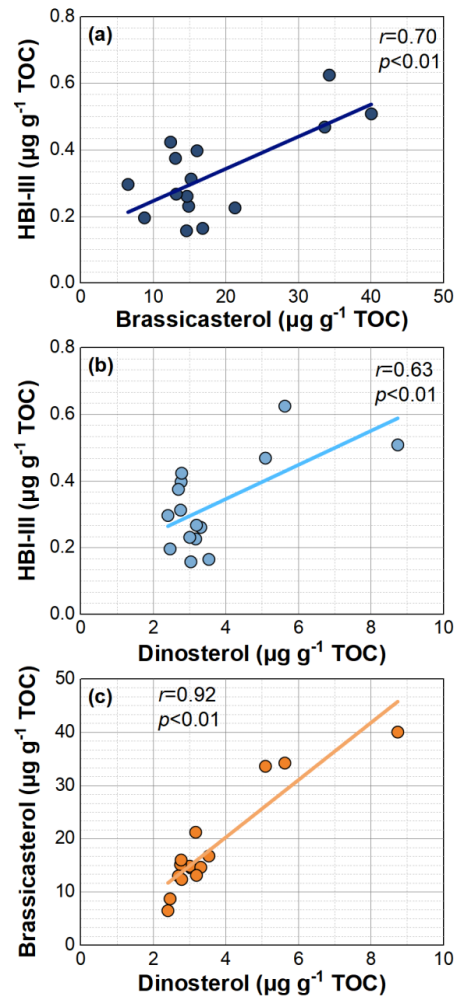 (a)
r=0.70
p<0.01
0.8
0.6
0.4
0.2
0.0
HBI-III (µg g⁻¹ TOC)
0 10 20 30 40 50
Brassicasterol (µg g⁻¹ TOC)
(b)
r=0.63
p<0.01
0.8
0.6
0.4
0.2
0.0
HBI-III (µg g⁻¹ TOC)
0 2 4 6 8 10
Dinosterol (µg g⁻¹ TOC)
(c)
r=0.92
p<0.01
50
40
30
20
10
0
Brassicasterol (µg g⁻¹ TOC)
0 2 4 6 8 10
Dinosterol (µg g⁻¹ TOC)